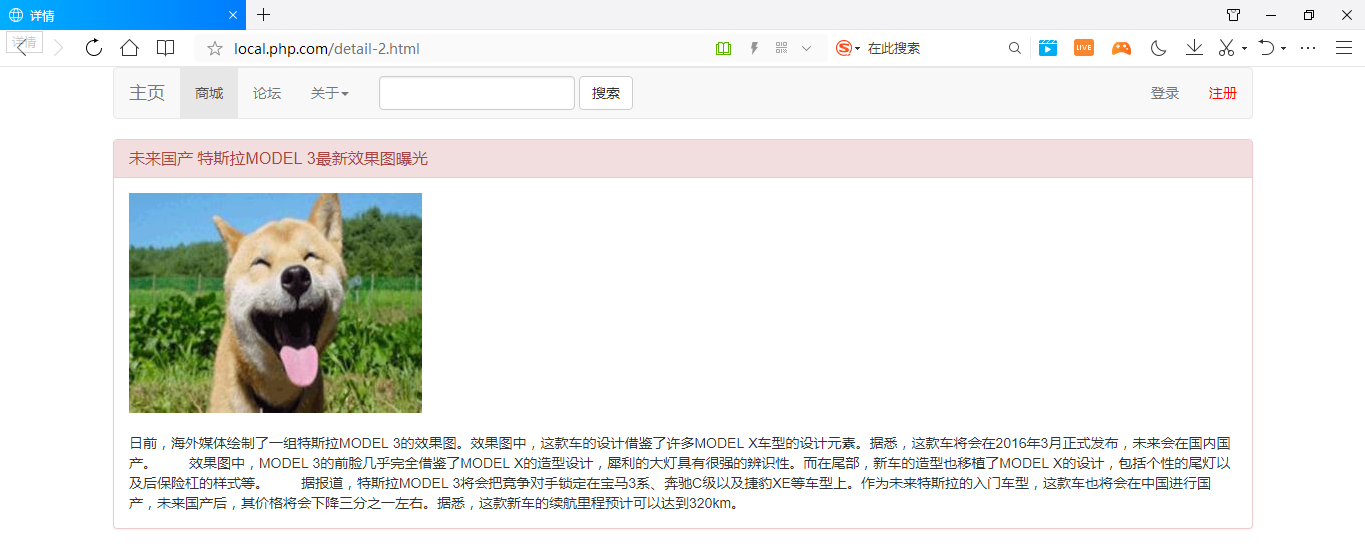 详情
详情
local.php.com/detail-2.html
在此搜索
LIVE
主页 商城 论坛 关于 搜索 登录 注册
未来国产 特斯拉MODEL 3最新效果图曝光
日前，海外媒体绘制了一组特斯拉MODEL 3的效果图。效果图中，这款车的设计借鉴了许多MODEL X车型的设计元素。据悉，这款车将会在2016年3月正式发布，未来会在国内国
产。 效果图中，MODEL 3的前脸几乎完全借鉴了MODEL X的造型设计，犀利的大灯具有很强的辨识性。而在尾部，新车的造型也移植了MODEL X的设计，包括个性的尾灯以
及后保险杠的样式等。 据报道，特斯拉MODEL 3将会把竞争对手锁定在宝马3系、奔驰C级以及捷豹XE等车型上。作为未来特斯拉的入门车型，这款车也将会在中国进行国
产，未来国产后，其价格将会下降三分之一左右。据悉，这款新车的续航里程预计可以达到320km。